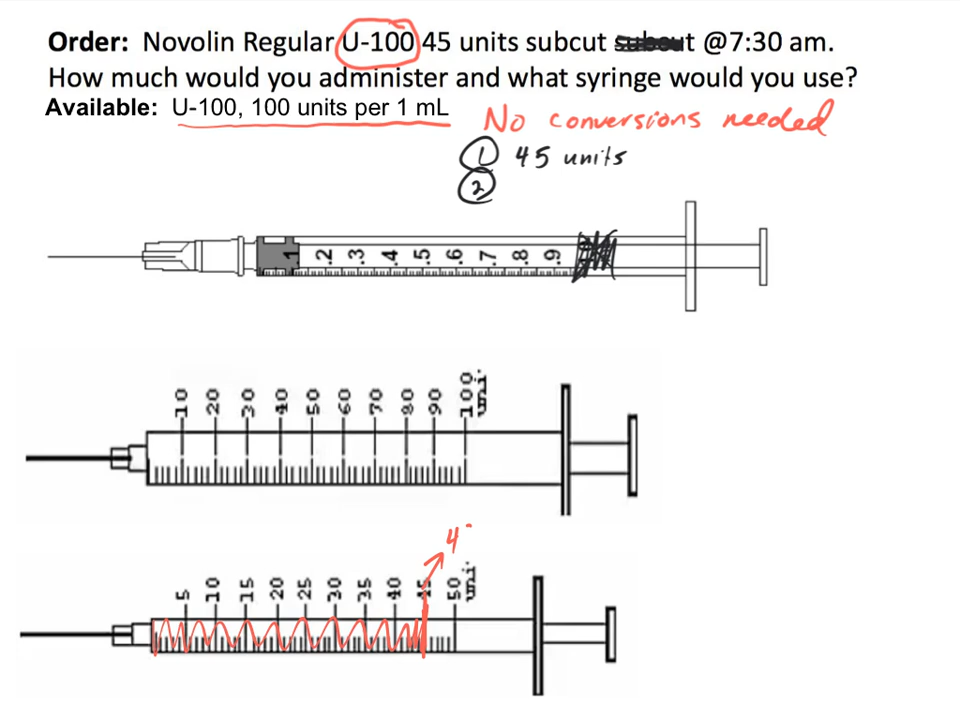 Order: Novolin Regular U-100 45 units subcut @7:30 am.
How much would you administer and what syringe would you use?
Available: U-100, 100 units per 1 mL
No conversions needed
① 45 units
②
1 .2 .3 .4 .5 .6 .7 .8 .9
10 20 30 40 50 60 70 80 90 100
4
5 10 15 20 25 30 35 40 45 50